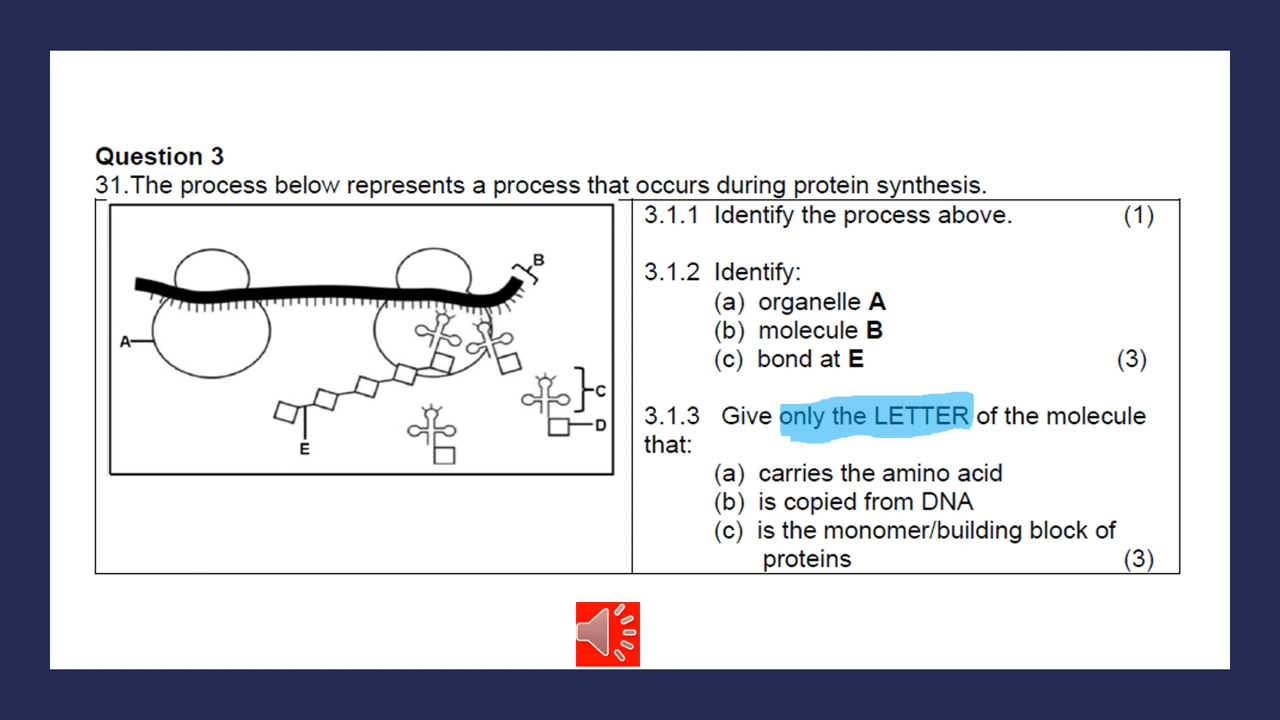 Question 3
31.The process below represents a process that occurs during protein synthesis.
A
B
C
D
E
3.1.1 Identify the process above. (1)
3.1.2 Identify:
(a) organelle A
(b) molecule B
(c) bond at E (3)
3.1.3 Give only the LETTER of the molecule
that:
(a) carries the amino acid
(b) is copied from DNA
(c) is the monomer/building block of
proteins (3)